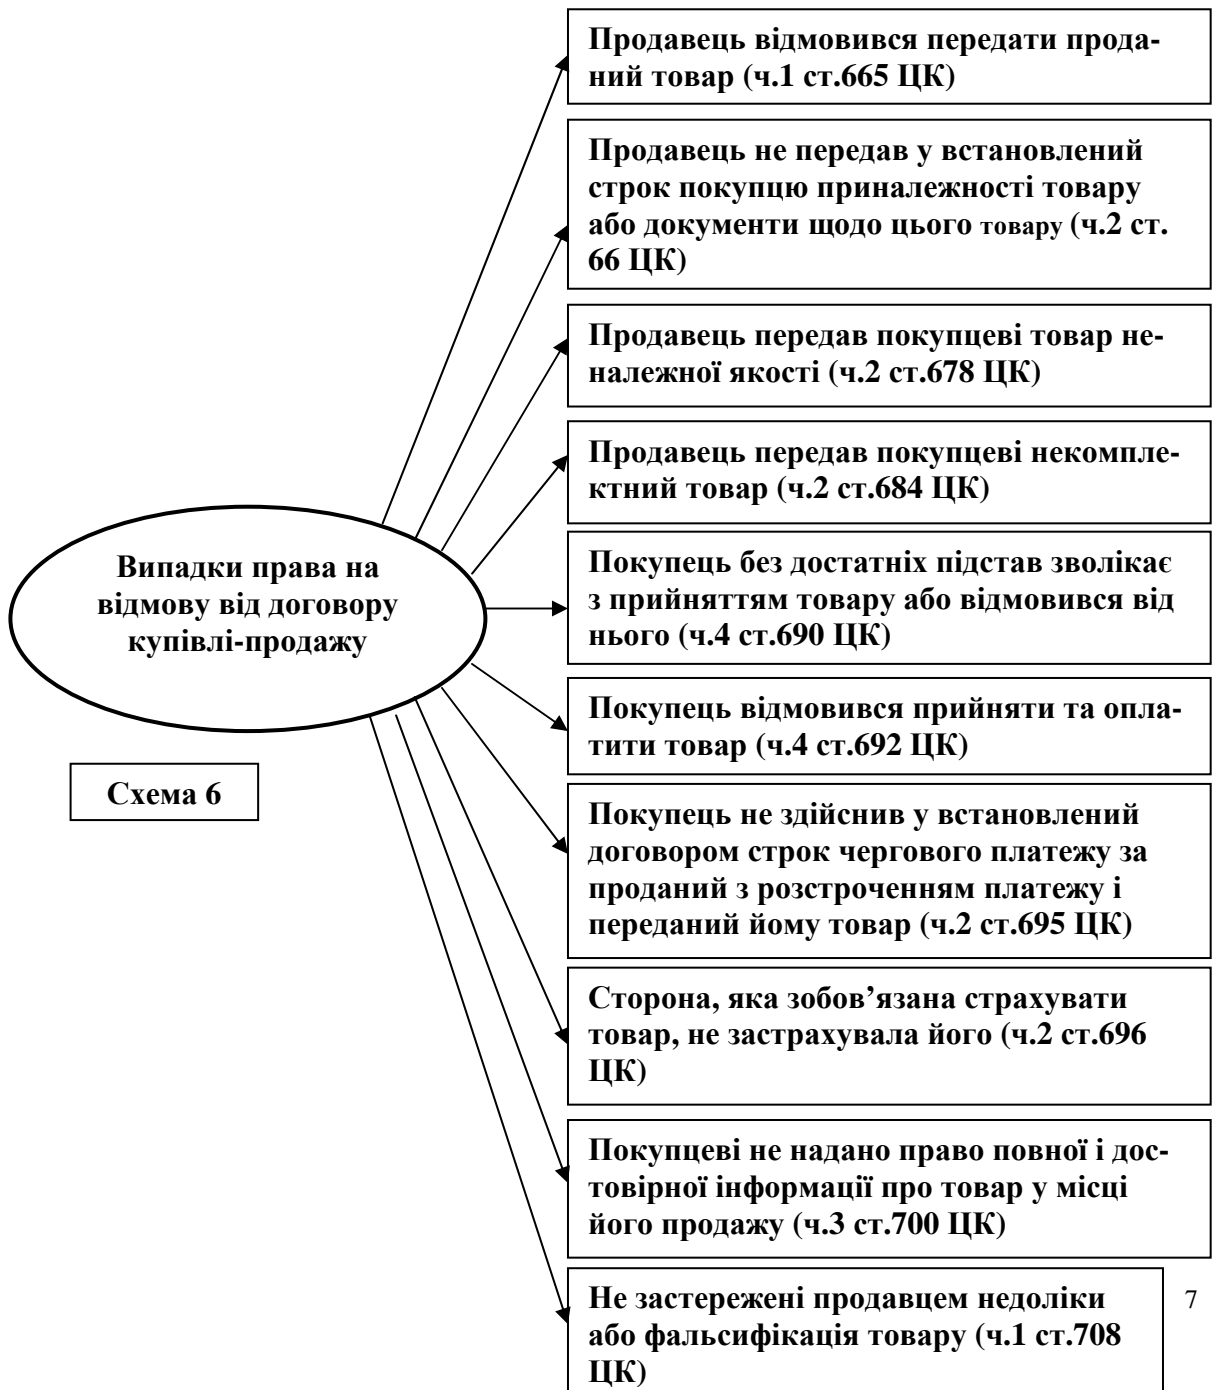 Продавець відмовився передати прода-
ний товар (ч.1 ст.665 ЦК)
Продавець не передав у встановлений
строк покупцю приналежності товару
або документи щодо цього товару (ч.2 ст.
66 ЦК)
Продавець передав покупцеві товар не-
належної якості (ч.2 ст.678 ЦК)
Продавець передав покупцеві некомпле-
ктний товар (ч.2 ст.684 ЦК)
Випадки права на
відмову від договору
купівлі-продажу
Покупець без достатніх підстав зволікає
з прийняттям товару або відмовився від
нього (ч.4 ст.690 ЦК)
Покупець відмовився прийняти та опла-
тити товар (ч.4 ст.692 ЦК)
Схема 6
Покупець не здійснив у встановлений
договором строк чергового платежу за
проданий з розстроченням платежу і
переданий йому товар (ч.2 ст.695 ЦК)
Сторона, яка зобов’язана страхувати
товар, не застрахувала його (ч.2 ст.696
ЦК)
Покупцеві не надано право повної і дос-
товірної інформації про товар у місці
його продажу (ч.3 ст.700 ЦК)
Не застережені продавцем недоліки
або фальсифікація товару (ч.1 ст.708
ЦК)
7